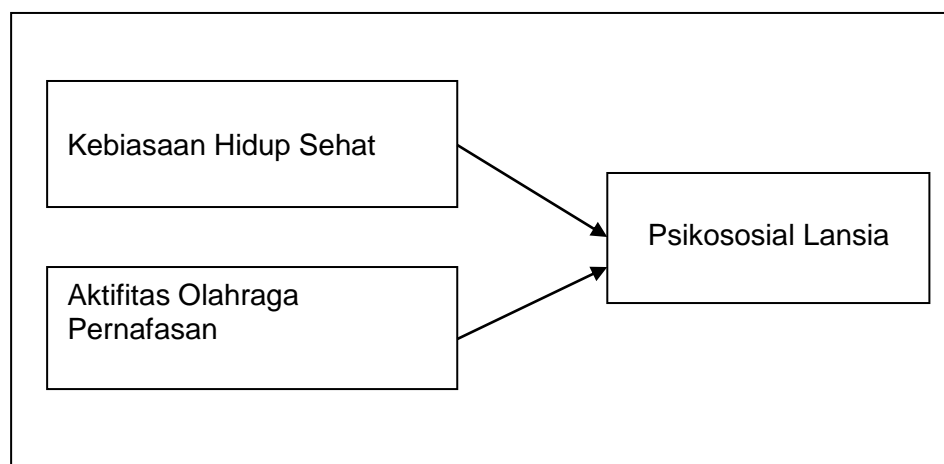 Kebiasaan Hidup Sehat
Psikososial Lansia
Aktifitas Olahraga
Pernafasan